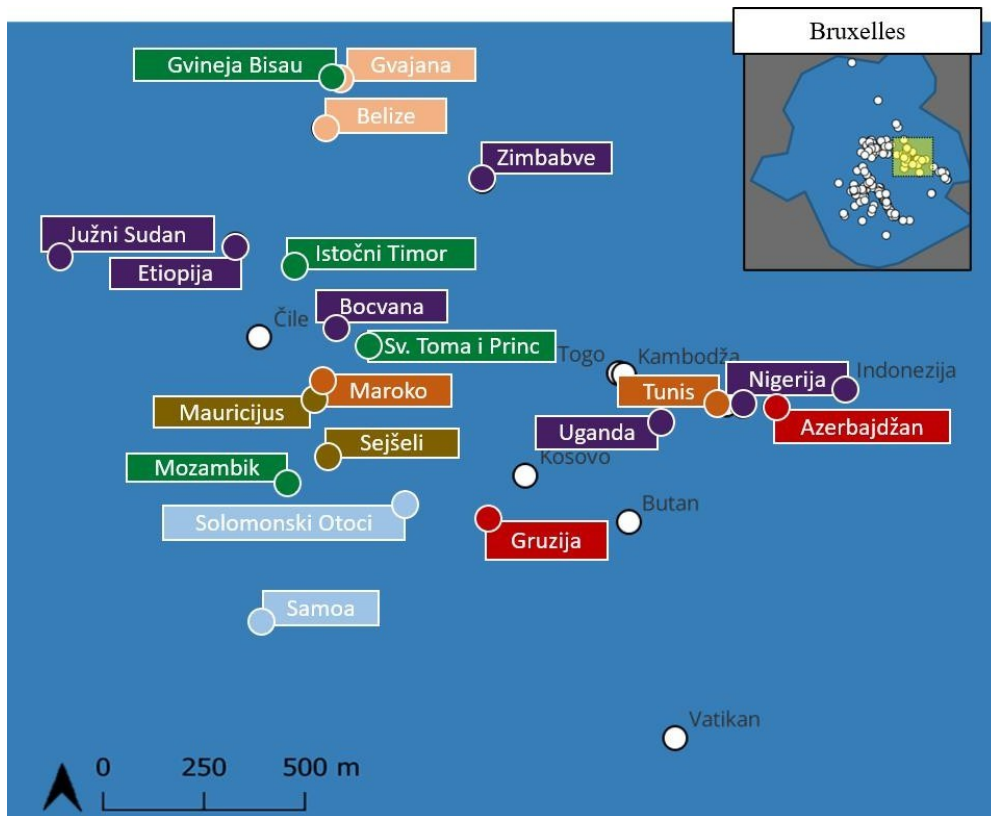 Bruxelles
Gvineja Bisau
Gvajana
Belize
Zimbabve
Južni Sudan
Etiopija
Istočni Timor
Bocvana
Čile
Sv. Toma i Princ
Togo
Kambodža
Maroko
Mauricijus
Tunis
Nigerija
Indonezija
Azerbajdžan
Uganda
Sejšeli
Mozambik
Kosovo
Solomonski Otoci
Butan
Gruzija
Samoa
Vatikan
0 250 500 m